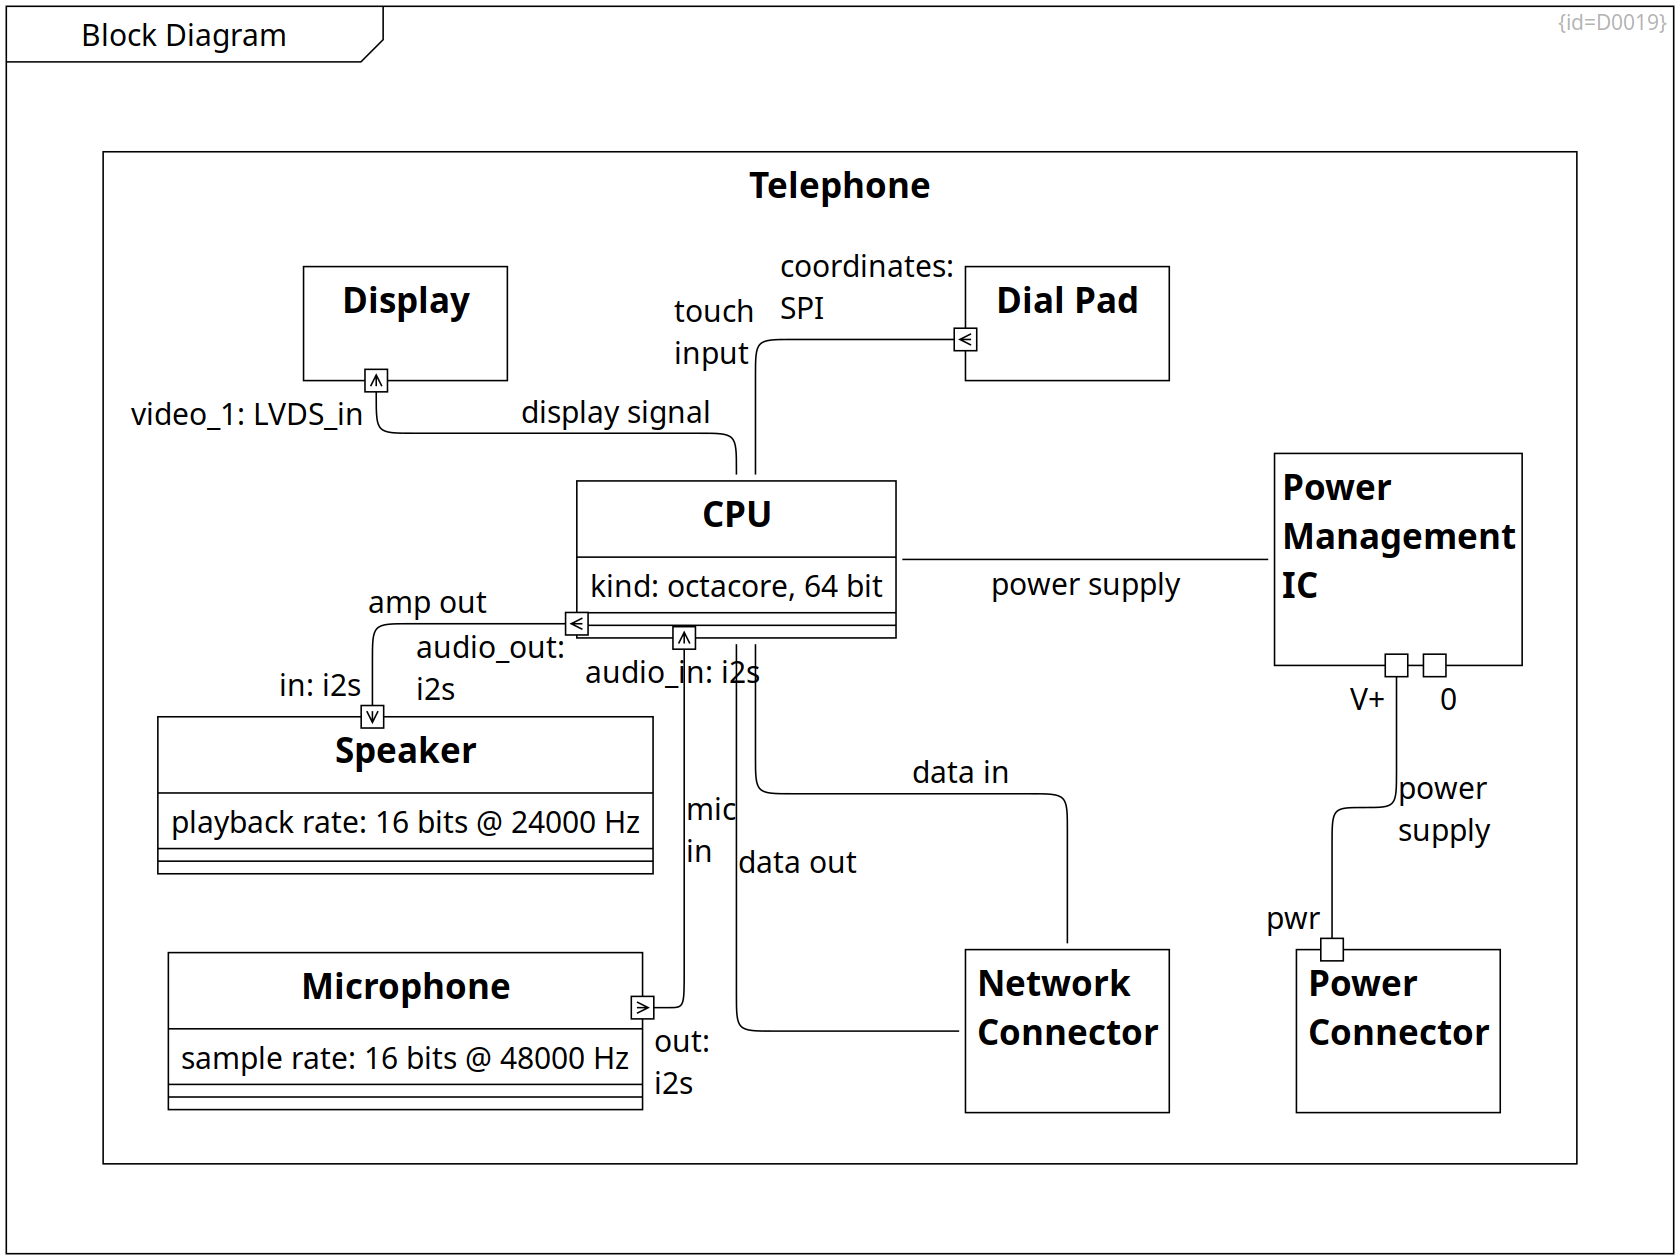 Block Diagram
{id=D0019}
Telephone
Display
coordinates:
SPI
Dial Pad
touch
input
video_1: LVDS_in
display signal
CPU
kind: octacore, 64 bit
Power
Management
IC
power supply
amp out
audio_out:
i2s
audio_in: i2s
in: i2s
V+
0
Speaker
playback rate: 16 bits @ 24000 Hz
mic
in
data in
data out
power
supply
pwr
Microphone
sample rate: 16 bits @ 48000 Hz
out:
i2s
Network
Connector
Power
Connector